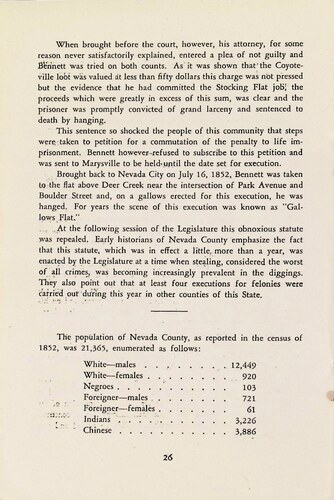 When brought before the court, however, his attorney, for some
reason never satisfactorily explained, entered a plea of not guilty and
Bennett was tried on both counts. As it was shown that the Coyote-
ville loot was valued at less than fifty dollars this charge was not pressed
but the evidence that he had committed the Stocking Flat job, the
proceeds which were greatly in excess of this sum, was clear and the
prisoner was promptly convicted of grand larceny and sentenced to
death by hanging.
This sentence so shocked the people of this community that steps
were taken to petition for a commutation of the penalty to life im-
prisonment. Bennett however refused to subscribe to this petition and
was sent to Marysville to be held until the date set for execution.
Brought back to Nevada City on July 16, 1852, Bennett was taken
to the flat above Deer Creek near the intersection of Park Avenue and
Boulder Street and, on a gallows erected for this execution, he was
hanged. For years the scene of this execution was known as "Gal-
lows Flat."
At the following session of the Legislature this obnoxious statute
was repealed. Early historians of Nevada County emphasize the fact
that this statute, which was in effect a little more than a year, was
enacted by the Legislature at a time when stealing, considered the worst
of all crimes, was becoming increasingly prevalent in the diggings.
They also point out that at least four executions for felonies were
carried out during this year in other counties of this State.
The population of Nevada County, as reported in the census of
1852, was 21,365, enumerated as follows:
White—males . . . . . . . 12,449
White—females . . . . . . . 920
Negroes . . . . . . . . . . 103
Foreigner—males . . . . . . 721
Foreigner—females . . . . . 61
Indians . . . . . . . . . . 3,226
Chinese . . . . . . . . . . 3,886
26